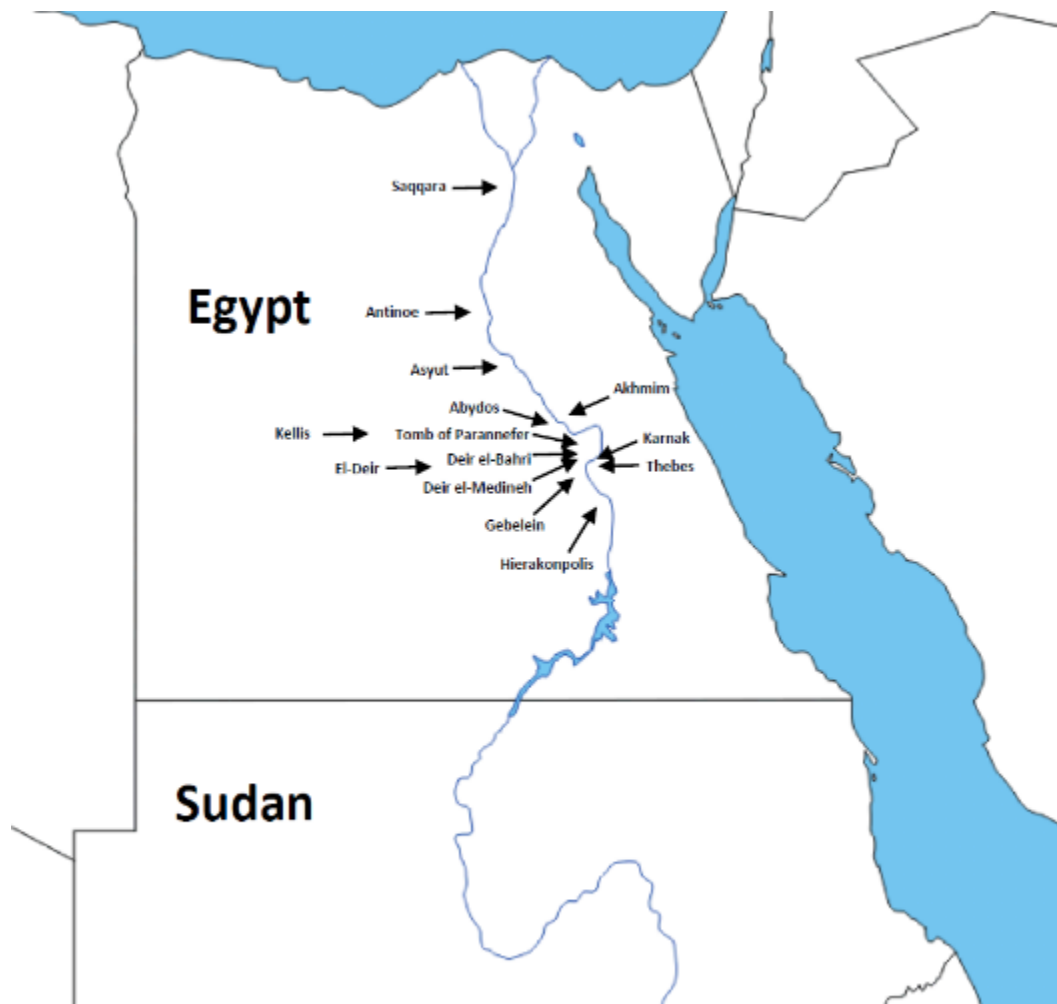 Saqqara
Egypt
Antinoe
Asyut
Akhmim
Abydos
Kellis
Tomb of Parannefer
Karnak
Deir el-Bahri
El-Deir
Thebes
Deir el-Medineh
Gebelein
Hierakonpolis
Sudan